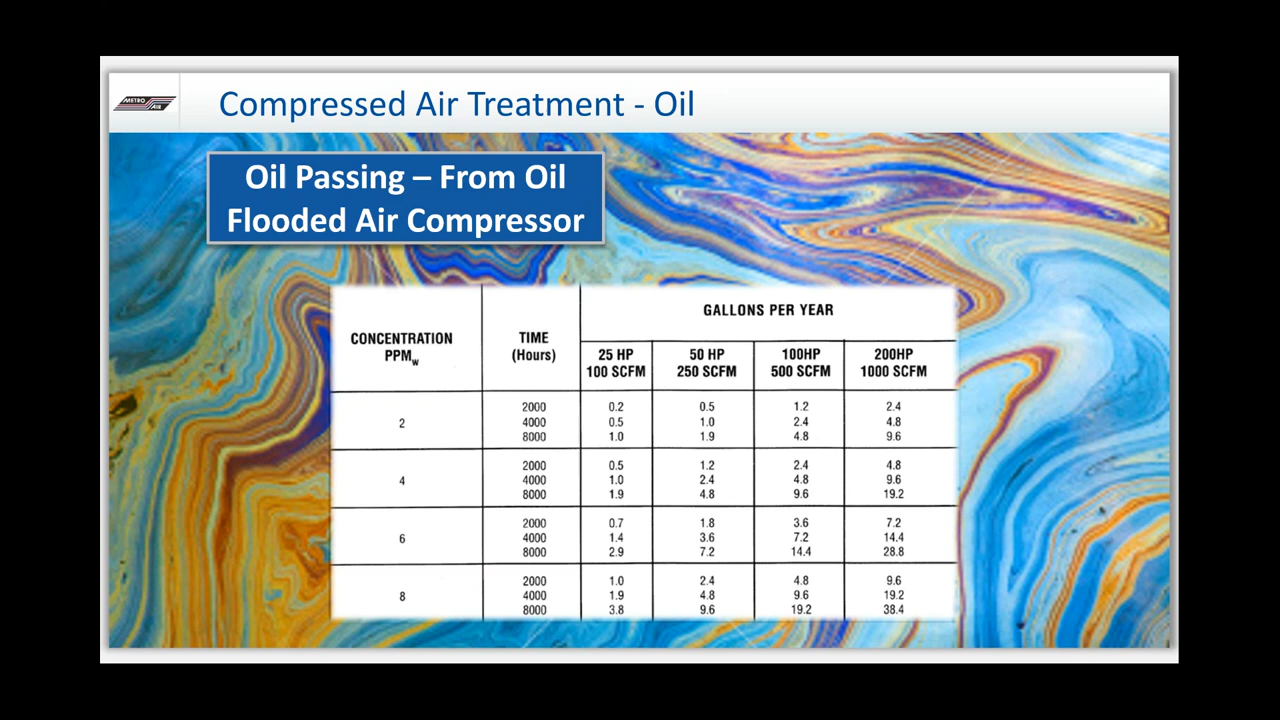 METRO AIR
Compressed Air Treatment - Oil
Oil Passing – From Oil
Flooded Air Compressor
GALLONS PER YEAR
CONCENTRATION
PPMw
TIME
(Hours)
25 HP
100 SCFM
50 HP
250 SCFM
100HP
500 SCFM
200HP
1000 SCFM
2
2000 0.2 0.5 1.2 2.4
4000 0.5 1.0 2.4 4.8
8000 1.0 1.9 4.8 9.6
4
2000 0.5 1.2 2.4 4.8
4000 1.0 2.4 4.8 9.6
8000 1.9 4.8 9.6 19.2
6
2000 0.7 1.8 3.6 7.2
4000 1.4 3.6 7.2 14.4
8000 2.9 7.2 14.4 28.8
8
2000 1.0 2.4 4.8 9.6
4000 1.9 4.8 9.6 19.2
8000 3.8 9.6 19.2 38.4